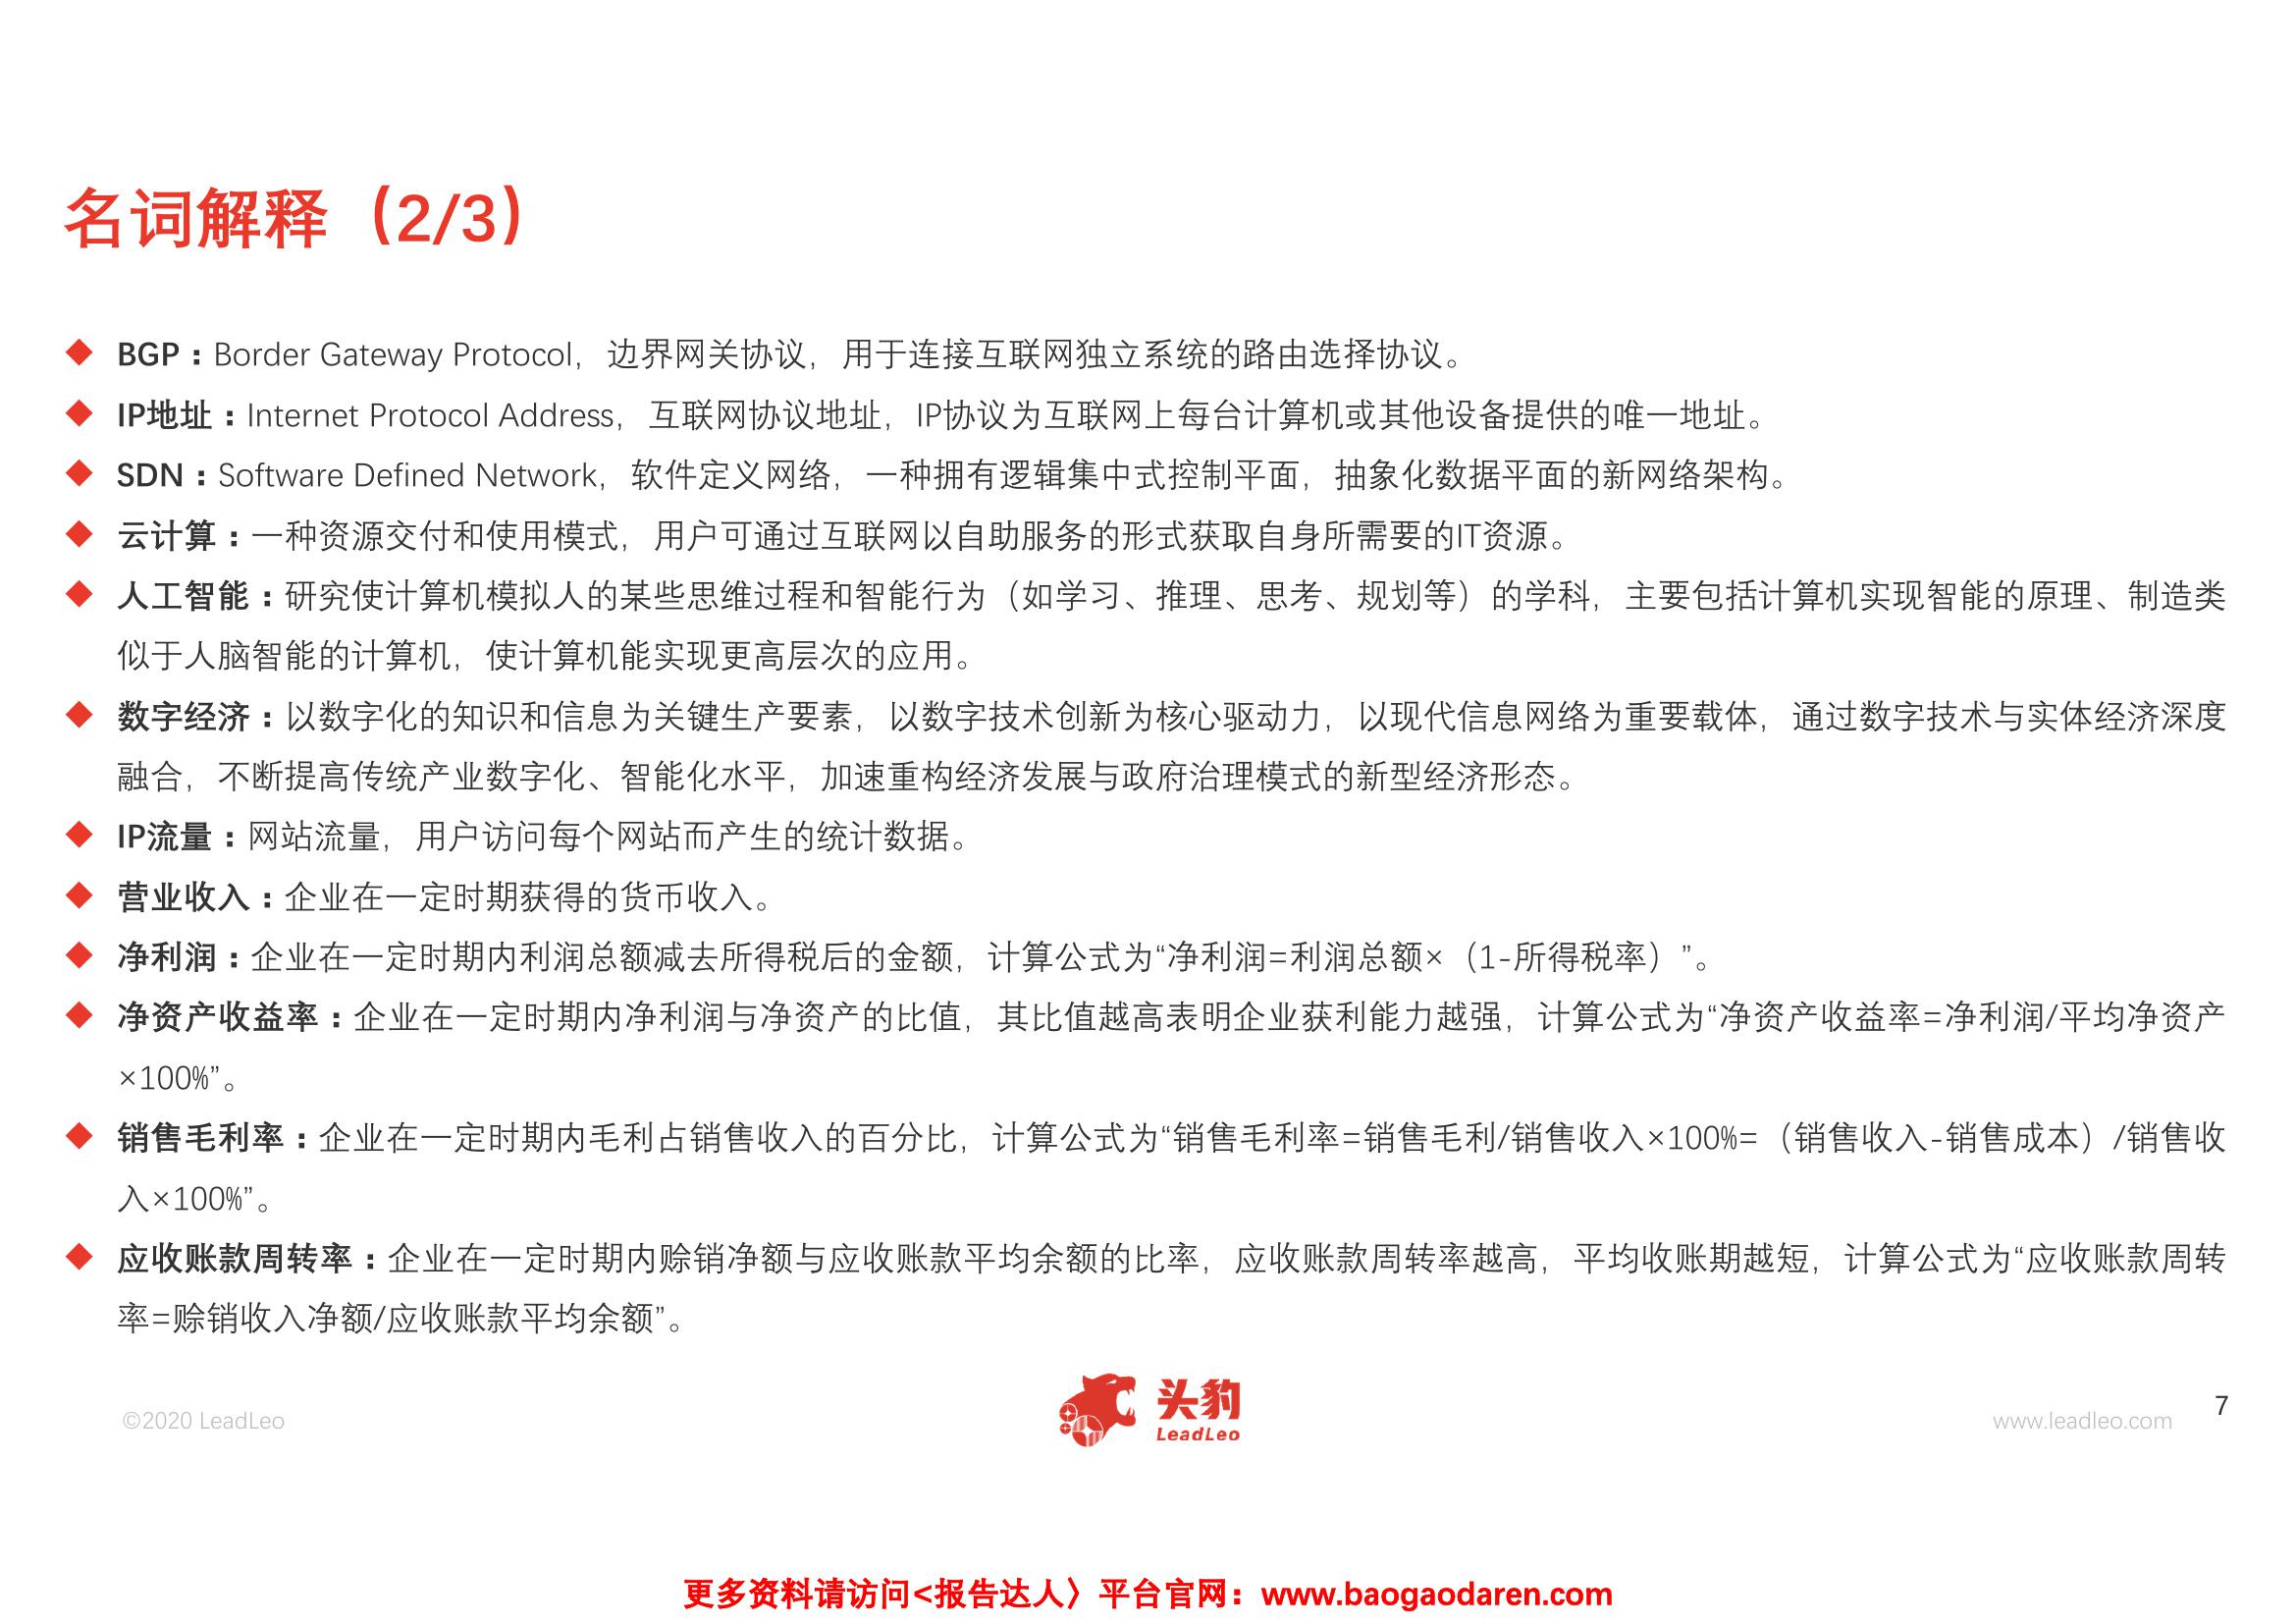 名词解释（2/3）
BGP：Border Gateway Protocol，边界网关协议，用于连接互联网独立系统的路由选择协议。
IP地址：Internet Protocol Address，互联网协议地址，IP协议为互联网上每台计算机或其他设备提供的唯一地址。
SDN：Software Defined Network，软件定义网络，一种拥有逻辑集中式控制平面，抽象化数据平面的新网络架构。
云计算：一种资源交付和使用模式，用户可通过互联网以自助服务的形式获取自身所需要的IT资源。
人工智能：研究使计算机模拟人的某些思维过程和智能行为（如学习、推理、思考、规划等）的学科，主要包括计算机实现智能的原理、制造类
似于人脑智能的计算机，使计算机能实现更高层次的应用。
数字经济：以数字化的知识和信息为关键生产要素，以数字技术创新为核心驱动力，以现代信息网络为重要载体，通过数字技术与实体经济深度
融合，不断提高传统产业数字化、智能化水平，加速重构经济发展与政府治理模式的新型经济形态。
IP流量：网站流量，用户访问每个网站而产生的统计数据。
营业收入：企业在一定时期获得的货币收入。
净利润：企业在一定时期内利润总额减去所得税后的金额，计算公式为“净利润=利润总额×（1-所得税率）”。
净资产收益率：企业在一定时期内净利润与净资产的比值，其比值越高表明企业获利能力越强，计算公式为“净资产收益率=净利润/平均净资产
×100%”。
销售毛利率：企业在一定时期内毛利占销售收入的百分比，计算公式为“销售毛利率=销售毛利/销售收入×100%=（销售收入-销售成本）/销售收
入×100%”。
应收账款周转率：企业在一定时期内赊销净额与应收账款平均余额的比率，应收账款周转率越高，平均收账期越短，计算公式为“应收账款周转
率=赊销收入净额/应收账款平均余额”。
©2020 LeadLeo
头豹
LeadLeo
www.leadleo.com
7
更多资料请访问<报告达人〉平台官网：www.baogaodaren.com